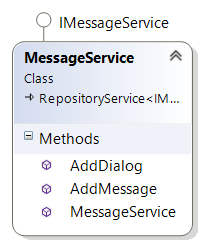 IMessageService
MessageService
Class
RepositoryService<IM...
Methods
AddDialog
AddMessage
MessageService